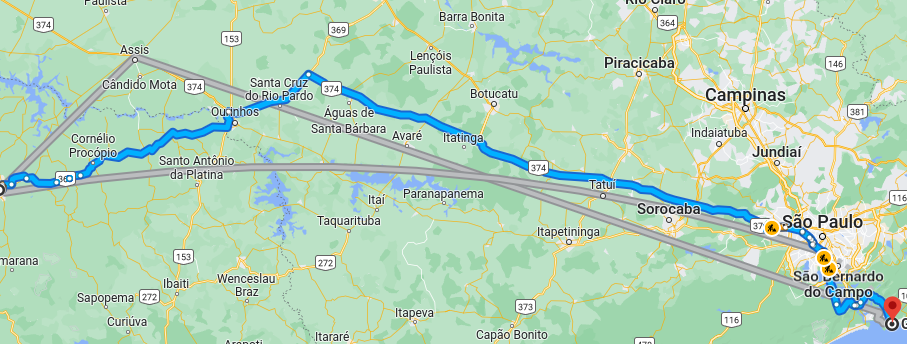 Paulista
374
Barra Bonita
Rio Claro
364
153
369
Assis
Lençóis
Paulista
Piracicaba
146
Cândido Mota
374
Santa Cruz
do Rio Pardo
374
Botucatu
Campinas
381
Ourinhos
Águas de
Santa Bárbara
Avaré
Itatinga
Indaiatuba
Cornélio
Procópio
Jundiaí
Santo Antônio
da Platina
374
116
Tatuí
Paranapanema
Itaí
Sorocaba
São Paulo
Taquarituba
Itapetininga
153
272
marana
São Bernardo
do Campo
Ibaiti
Wenceslau
Braz
Sapopema
272
373
Itapeva
116
Curiúva
Itararé
Capão Bonito
G